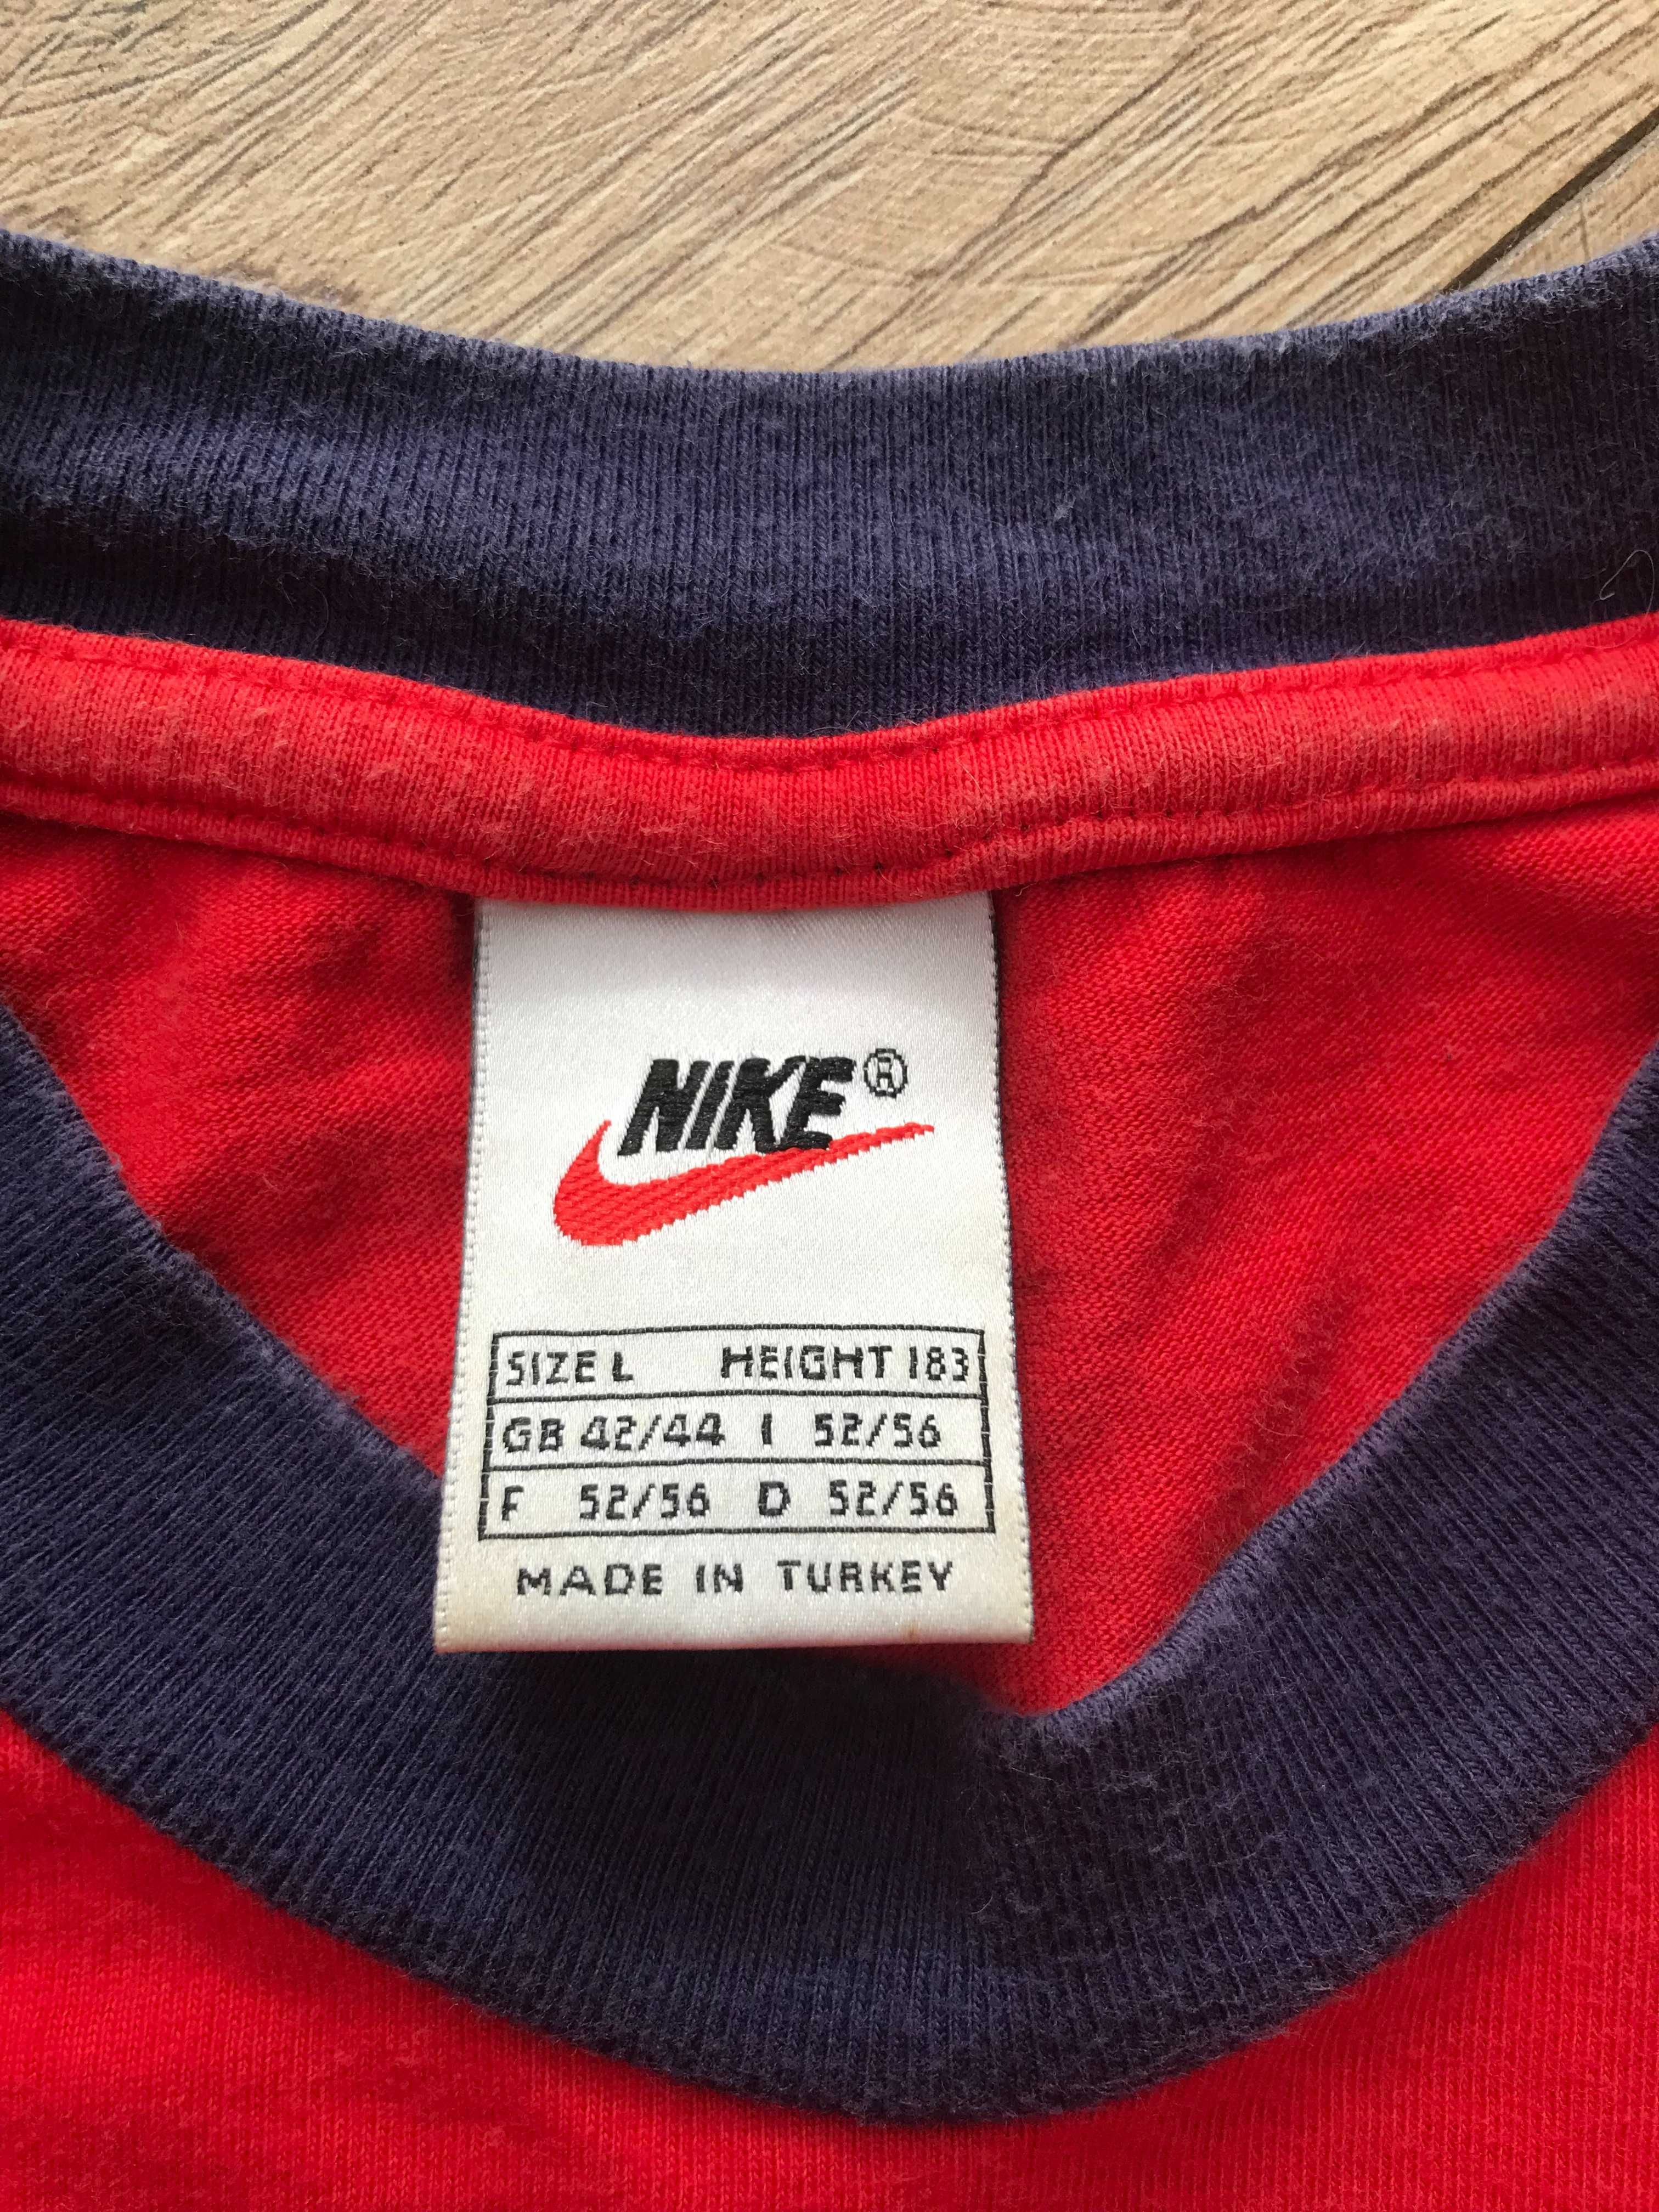 NIKE®
SIZE L HEIGHT 183
GB 42/44 I 52/56
F 52/56 D 52/56
MADE IN TURKEY